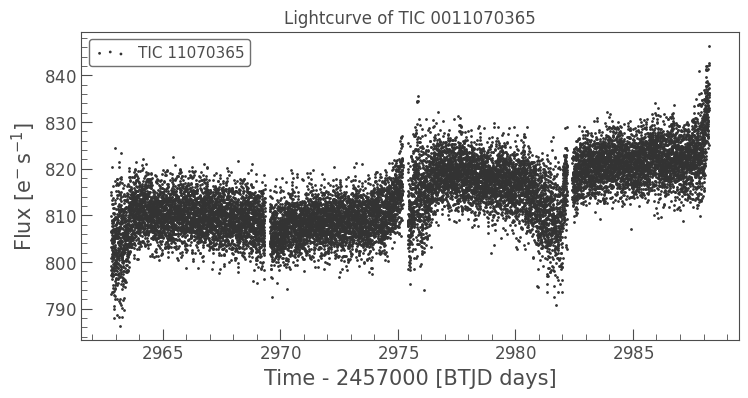 Lightcurve of TIC 0011070365
TIC 11070365
Flux [e⁻ s⁻¹]
840
830
820
810
800
790
2965 2970 2975 2980 2985
Time - 2457000 [BTJD days]